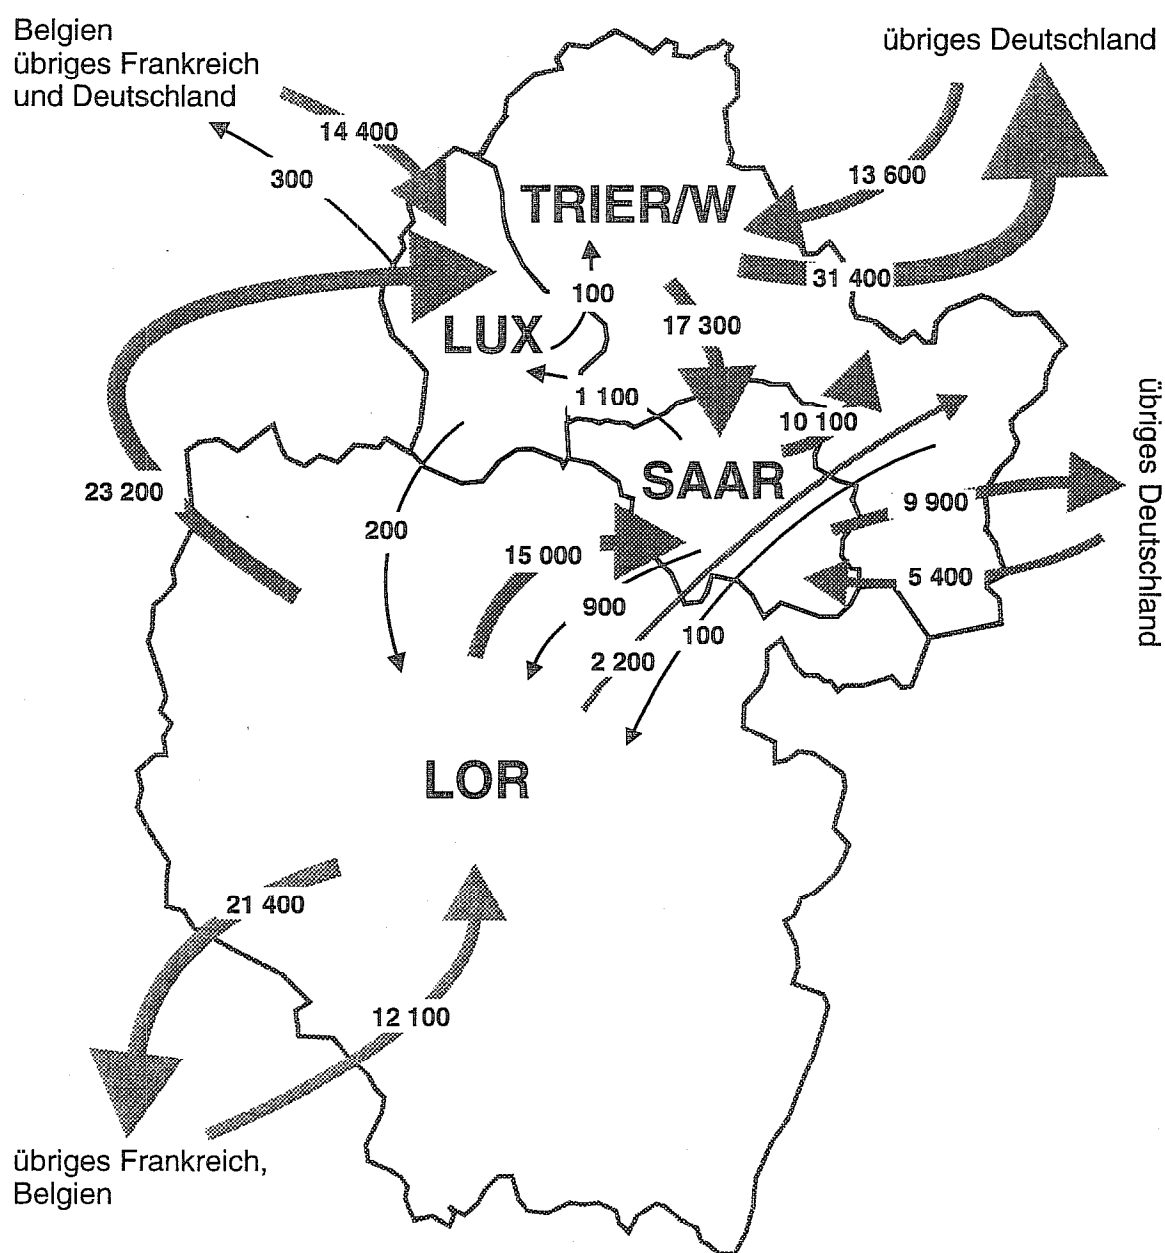 Belgien
übriges Frankreich
und Deutschland
übriges Deutschland
14 400
300
13 600
TRIER/W
31 400
100
17 300
LUX
1 100
10 100
übriges Deutschland
SAAR
23 200
9 900
200
15 000
5 400
900
100
2 200
LOR
21 400
12 100
übriges Frankreich,
Belgien